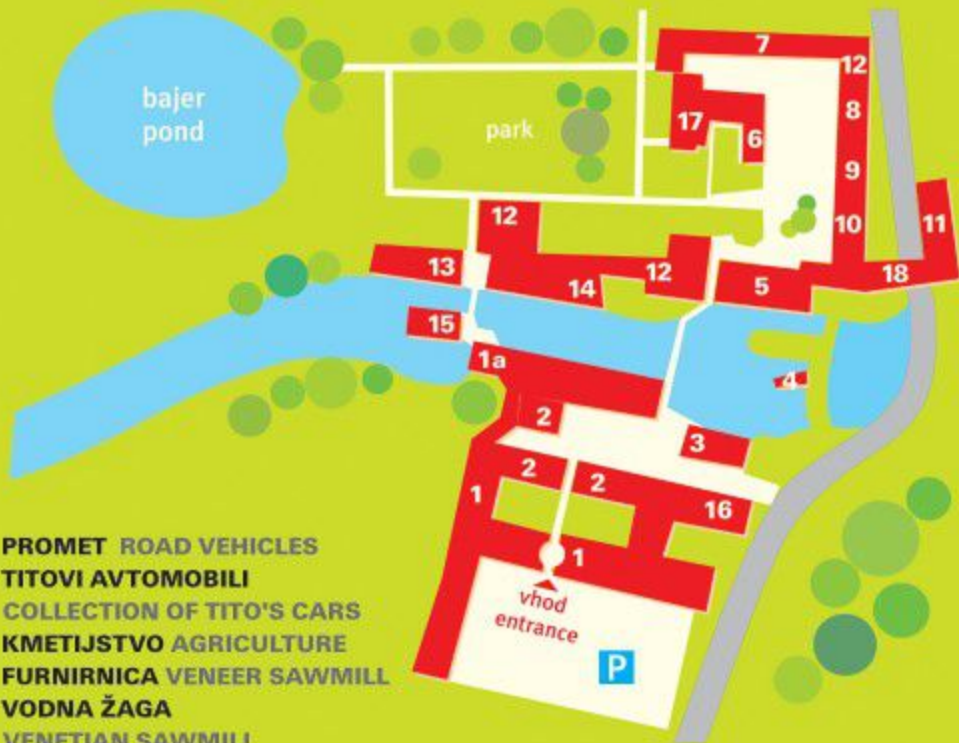 bajer
pond
park
7
12
8
17
6
9
10
11
12
13
14
12
5
18
15
1a
4
2
3
1
2
2
16
1
vhod
entrance
P
PROMET ROAD VEHICLES
TITOVI AVTOMOBILI
COLLECTION OF TITO'S CARS
KMETIJSTVO AGRICULTURE
FURNIRNICA VENEER SAWMILL
VODNA ŽAGA
VENETIAN SAWMILL